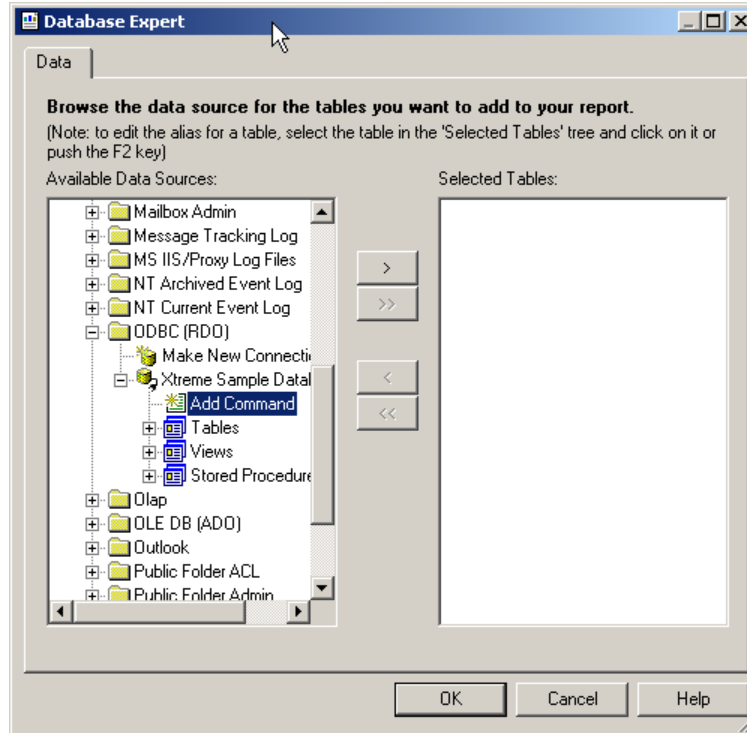 Database Expert
Data
Browse the data source for the tables you want to add to your report.
(Note: to edit the alias for a table, select the table in the 'Selected Tables' tree and click on it or
push the F2 key)
Available Data Sources:
Selected Tables:
Mailbox Admin
Message Tracking Log
MS IIS/Proxy Log Files
NT Archived Event Log
NT Current Event Log
ODBC (RDO)
Make New Connecti
Xtreme Sample Datal
Add Command
Tables
Views
Stored Procedure
Olap
OLE DB (ADO)
Outlook
Public Folder ACL
Public Folder Admin
>
>>
<
<<
OK
Cancel
Help